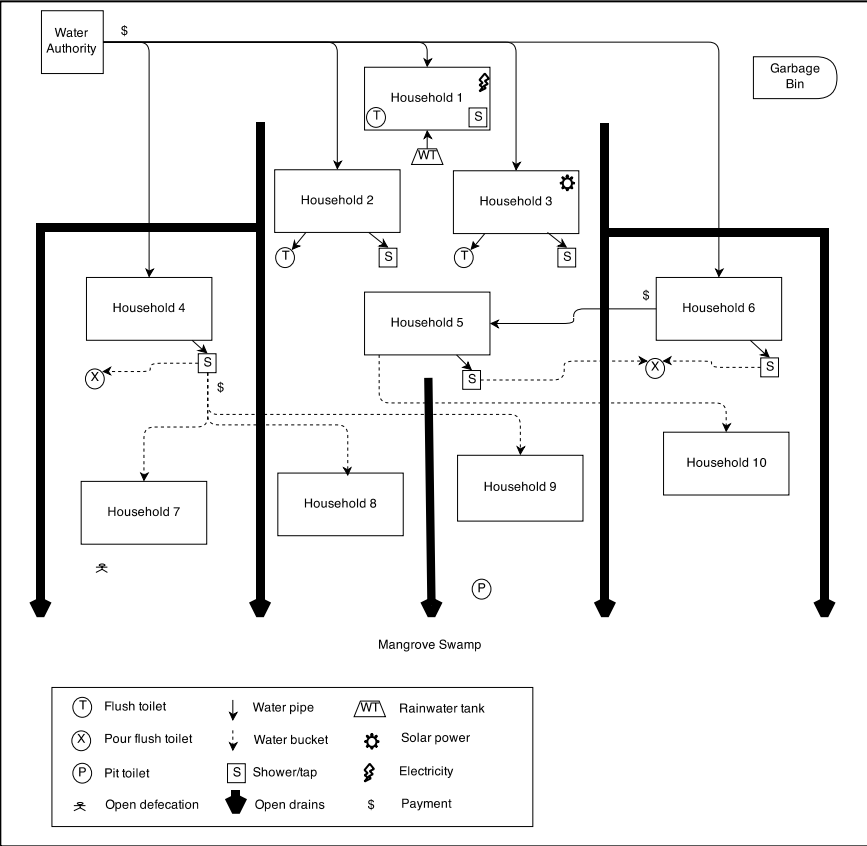 Water
Authority
$
Garbage
Bin
Household 1
T
S
WT
Household 2
Household 3
T
S
T
S
Household 4
Household 5
$
Household 6
S
X
S
X
S
$
Household 7
Household 8
Household 9
Household 10
P
Mangrove Swamp
T Flush toilet
Water pipe
WT Rainwater tank
X Pour flush toilet
Water bucket
Solar power
P Pit toilet
S Shower/tap
Electricity
Open defecation
Open drains
$ Payment